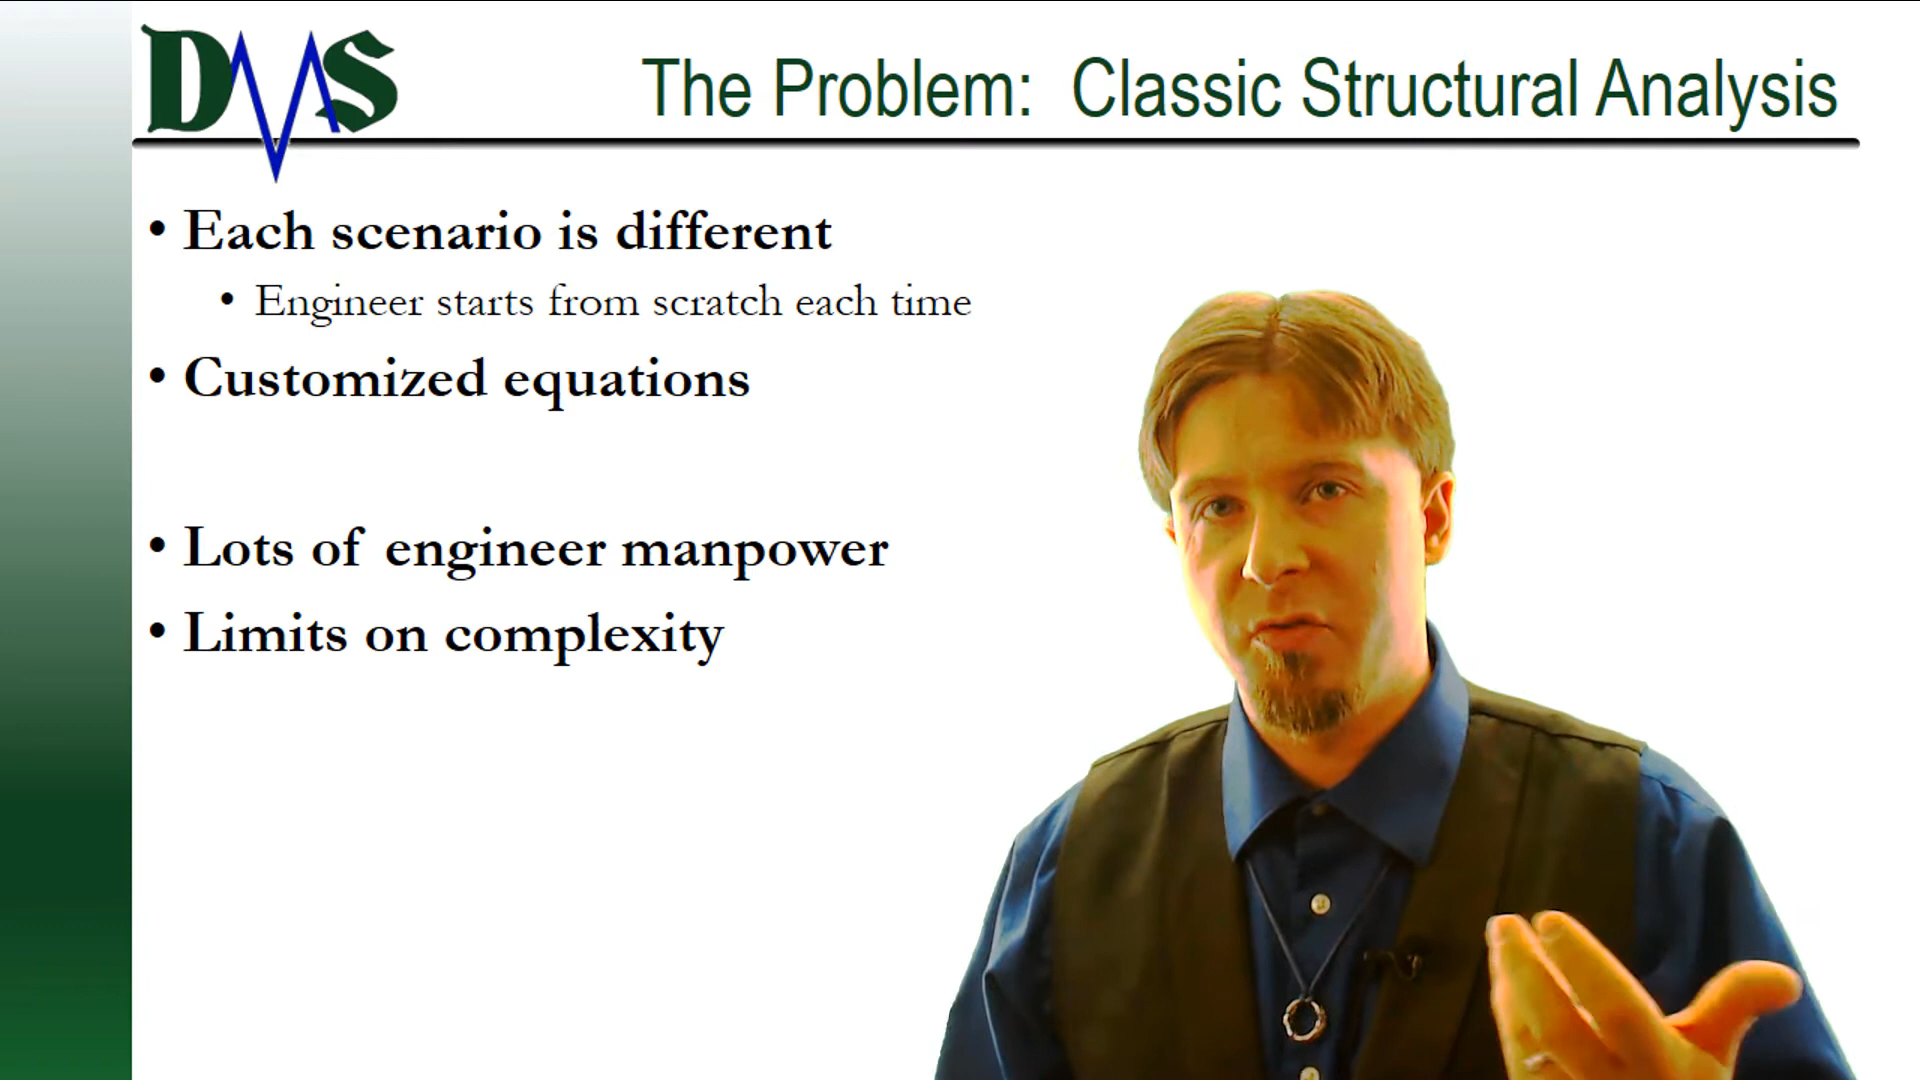 DMS
The Problem: Classic Structural Analysis
• Each scenario is different
• Engineer starts from scratch each time
• Customized equations
• Lots of engineer manpower
• Limits on complexity